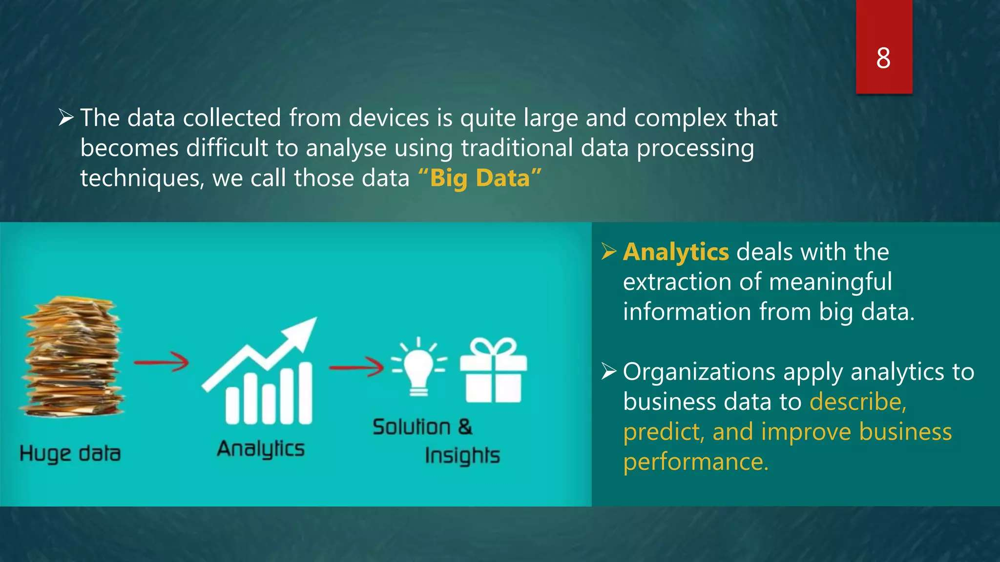 8
➢ The data collected from devices is quite large and complex that
becomes difficult to analyse using traditional data processing
techniques, we call those data “Big Data”
Huge data
Analytics
Solution &
Insights
➢ Analytics deals with the
extraction of meaningful
information from big data.
➢ Organizations apply analytics to
business data to describe,
predict, and improve business
performance.